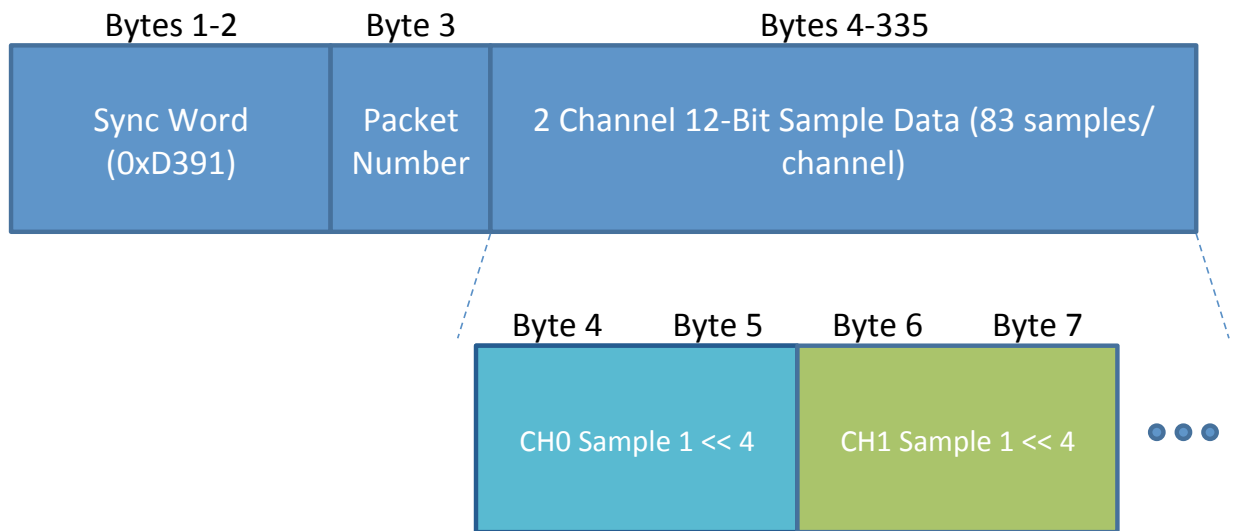 Bytes 1-2 Byte 3 Bytes 4-335
Sync Word
(0xD391)
Packet
Number
2 Channel 12-Bit Sample Data (83 samples/
channel)
Byte 4 Byte 5 Byte 6 Byte 7
CH0 Sample 1 << 4
CH1 Sample 1 << 4